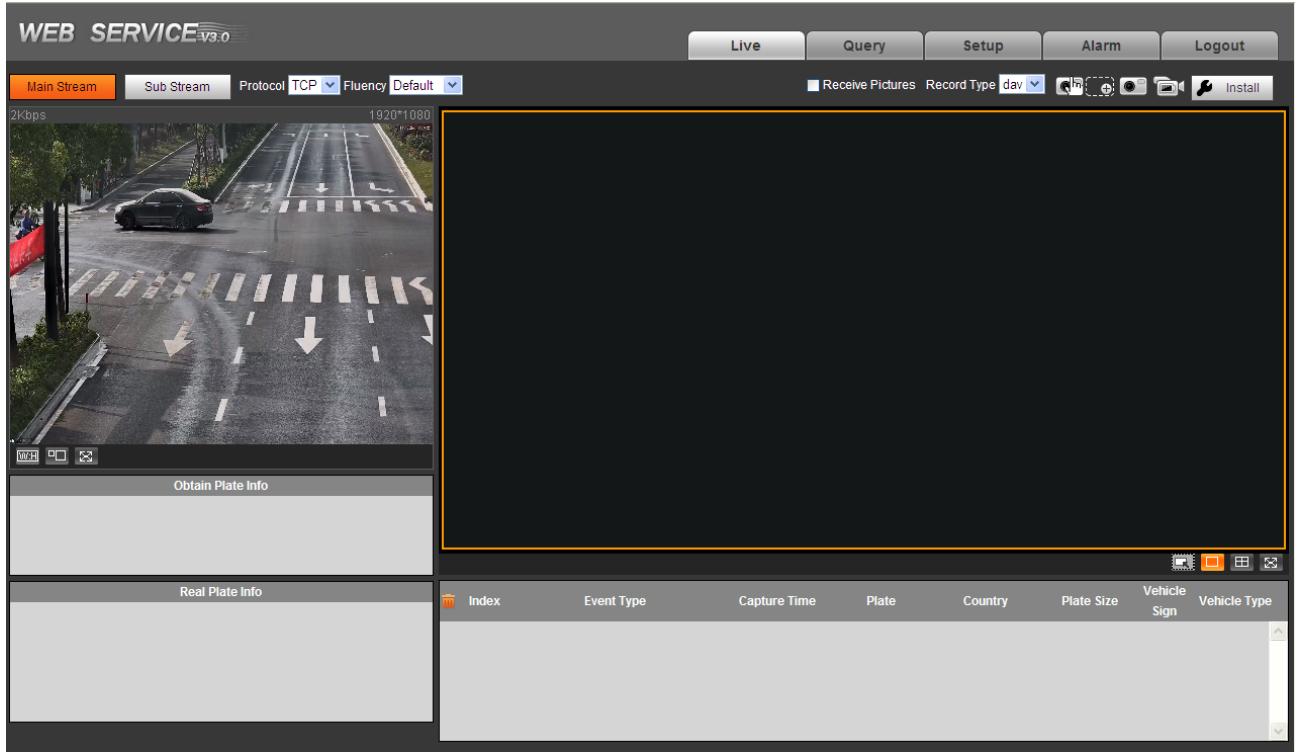 WEB SERVICE V3.0
Live Query Setup Alarm Logout
Main Stream Sub Stream Protocol TCP Fluency Default Receive Pictures Record Type dav Install
2Kbps 1920*1080
W:H
Obtain Plate Info
Real Plate Info
Index Event Type Capture Time Plate Country Plate Size Vehicle Sign Vehicle Type